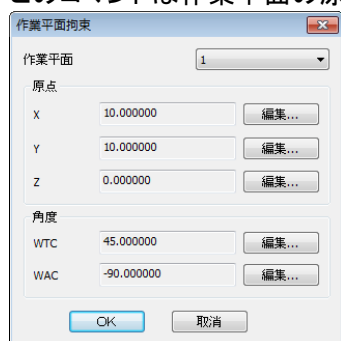 このコマンドは作業平面の原
作業平面拘束
作業平面 1
原点
X 10.000000 編集...
Y 10.000000 編集...
Z 0.000000 編集...
角度
WTC 45.000000 編集...
WAC -90.000000 編集...
OK 取消